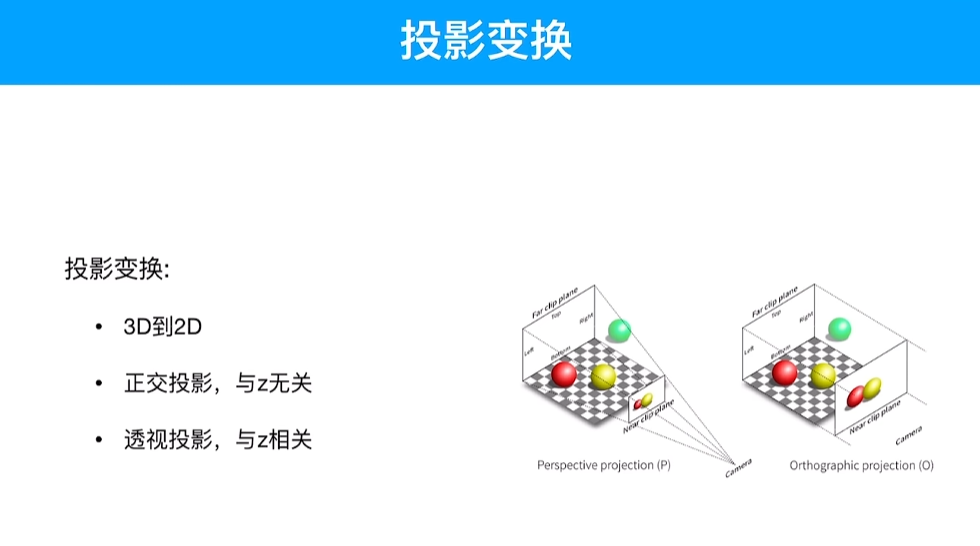 投影变换
投影变换:
• 3D到2D
• 正交投影，与z无关
• 透视投影，与z相关
Far clip plane
Top
Right
Left
Bottom
Near clip plane
Camera
Perspective projection (P)
Far clip plane
Top
Right
Left
Bottom
Near clip plane
Camera
Orthographic projection (O)